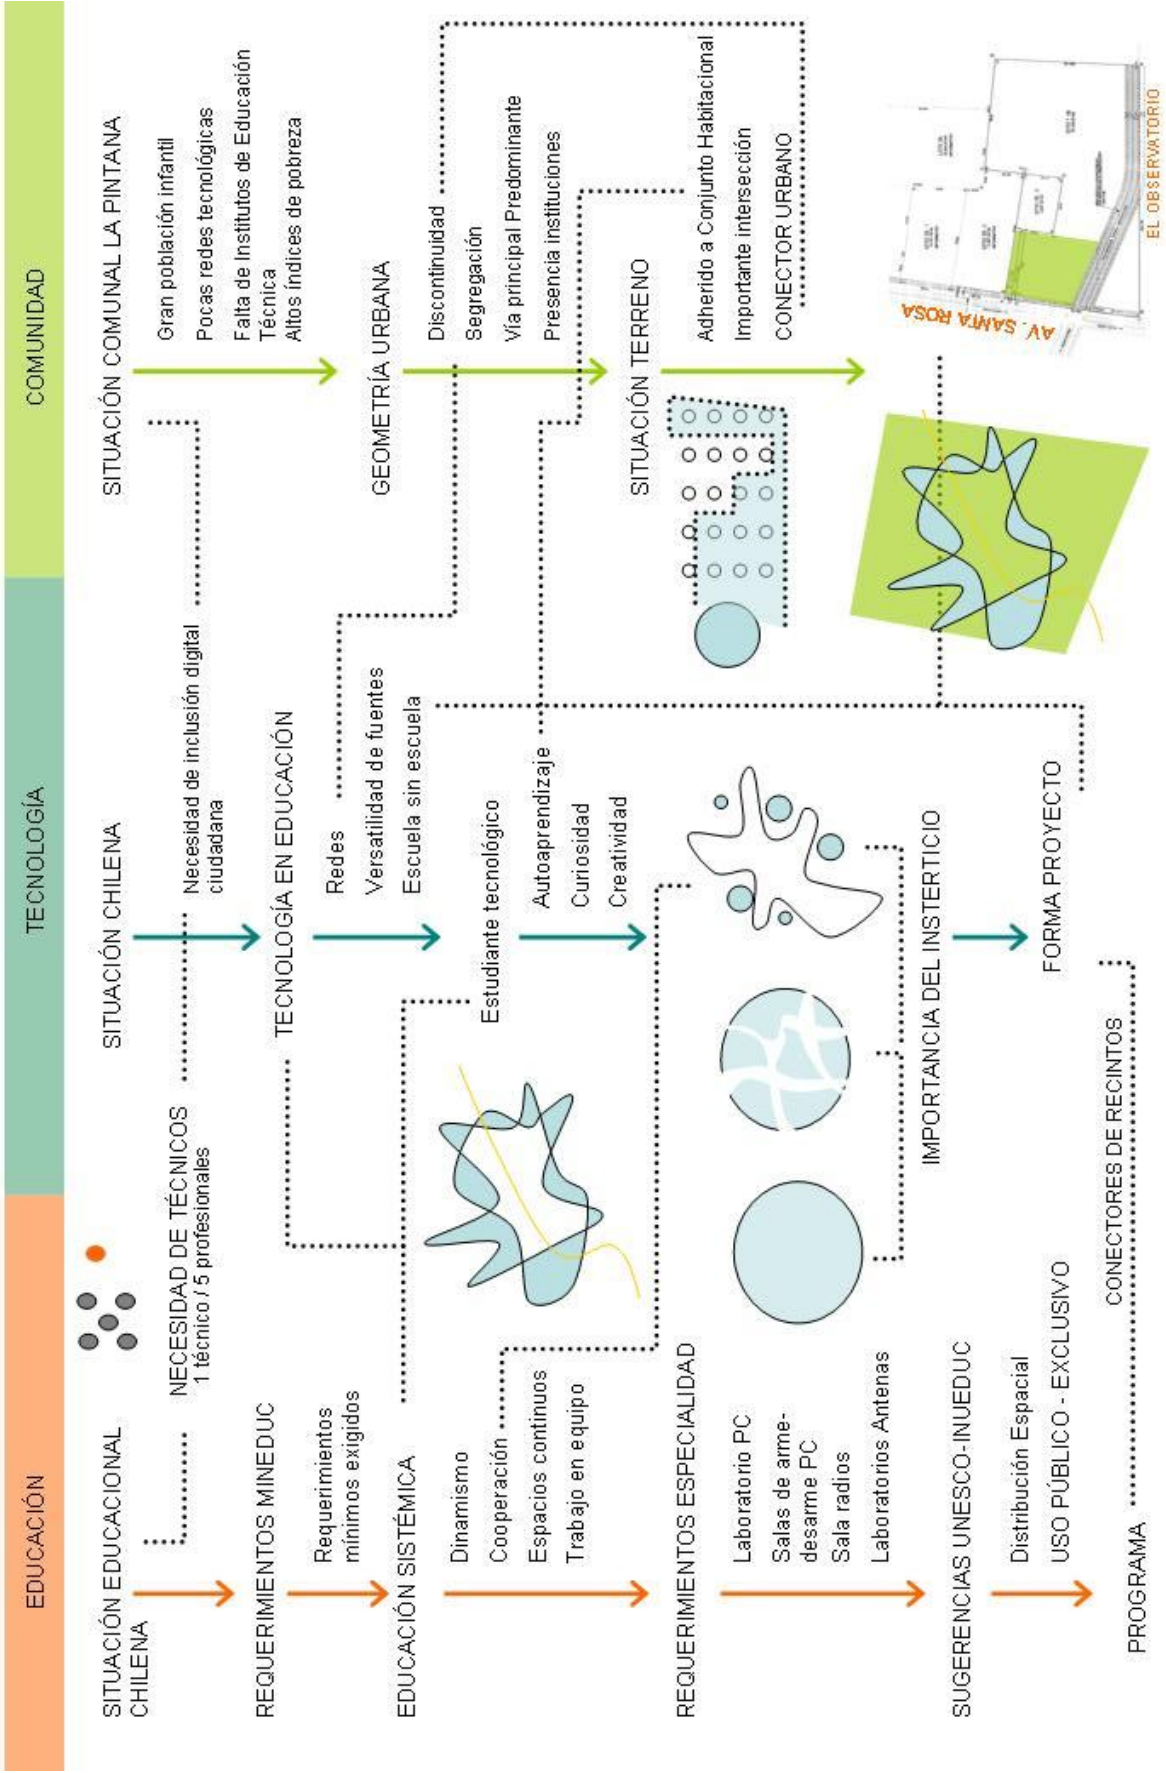 EDUCACIÓN
TECNOLOGÍA
COMUNIDAD
SITUACIÓN EDUCACIONAL
CHILENA
NECESIDAD DE TÉCNICOS
1 técnico / 5 profesionales
REQUERIMIENTOS MINEDUC
Requerimientos
mínimos exigidos
EDUCACIÓN SISTÉMICA
Dinamismo
Cooperación
Espacios continuos
Trabajo en equipo
REQUERIMIENTOS ESPECIALIDAD
Laboratorio PC
Salas de arme-
desarme PC
Sala radios
Laboratorios Antenas
SUGERENCIAS UNESCO-INUEDUC
Distribución Espacial
USO PÚBLICO - EXCLUSIVO
PROGRAMA
CONECTORES DE RECINTOS
SITUACIÓN CHILENA
Necesidad de inclusión digital
ciudadana
TECNOLOGÍA EN EDUCACIÓN
Redes
Versatilidad de fuentes
Escuela sin escuela
Estudiante tecnológico
Autoaprendizaje
Curiosidad
Creatividad
IMPORTANCIA DEL INSTERTICIO
FORMA PROYECTO
SITUACIÓN COMUNAL LA PINTANA
Gran población infantil
Pocas redes tecnológicas
Falta de Institutos de Educación
Técnica
Altos índices de pobreza
GEOMETRÍA URBANA
Discontinuidad
Segregación
Vía principal Predominante
Presencia instituciones
SITUACIÓN TERRENO
Adherido a Conjunto Habitacional
Importante intersección
CONECTOR URBANO
AV. SANTA ROSA
EL OBSERVATORIO